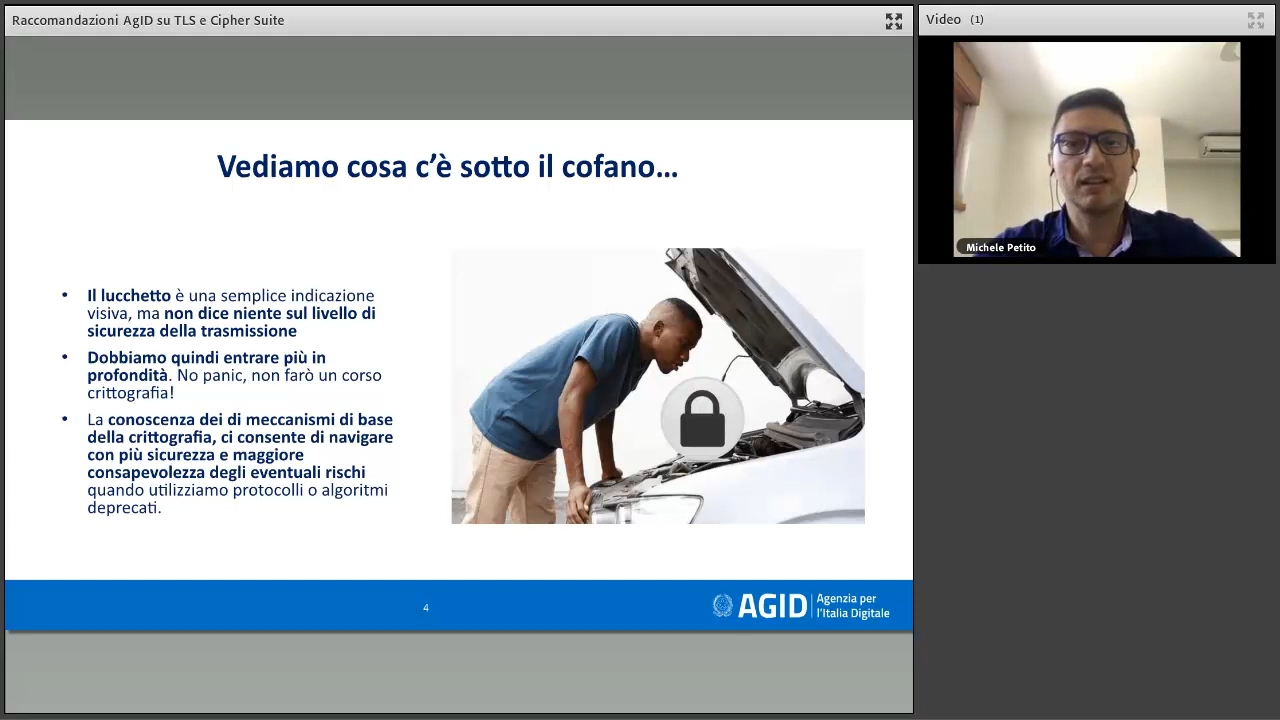 Raccomandazioni AgID su TLS e Cipher Suite
Video (1)
Michele Petito
Vediamo cosa c’è sotto il cofano…
• Il lucchetto è una semplice indicazione
visiva, ma non dice niente sul livello di
sicurezza della trasmissione
• Dobbiamo quindi entrare più in
profondità. No panic, non farò un corso
crittografia!
• La conoscenza dei di meccanismi di base
della crittografia, ci consente di navigare
con più sicurezza e maggiore
consapevolezza degli eventuali rischi
quando utilizziamo protocolli o algoritmi
deprecati.
4
AGID Agenzia per
l’Italia Digitale